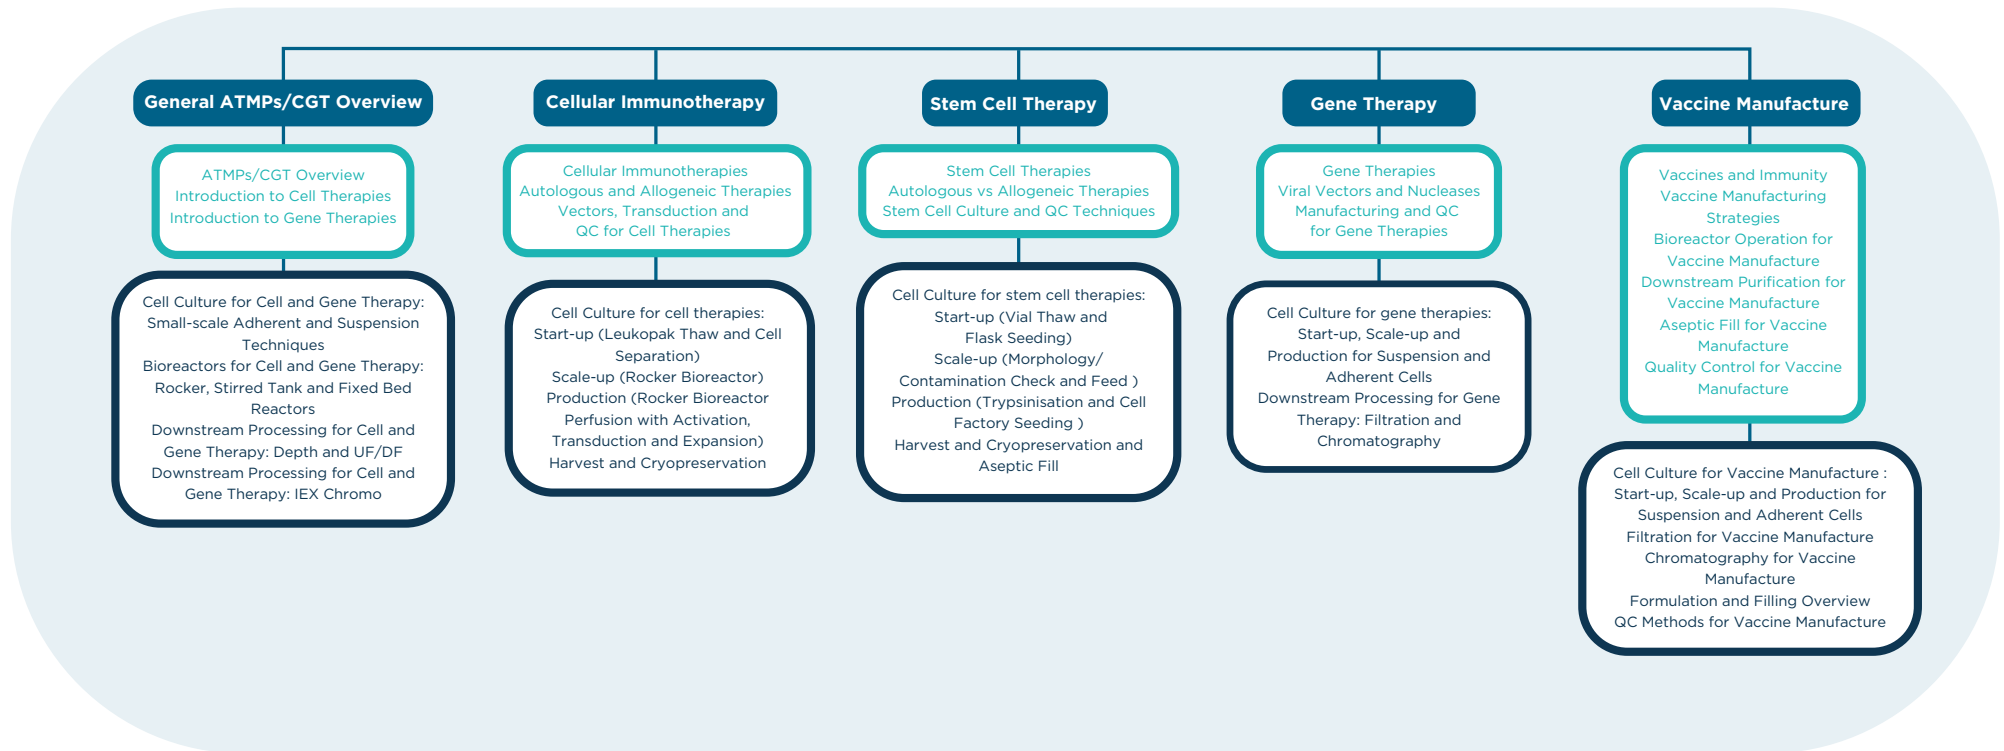 General ATMPs/CGT Overview
ATMPs/CGT Overview
Introduction to Cell Therapies
Introduction to Gene Therapies
Cell Culture for Cell and Gene Therapy:
Small-scale Adherent and Suspension
Techniques
Bioreactors for Cell and Gene Therapy:
Rocker, Stirred Tank and Fixed Bed
Reactors
Downstream Processing for Cell and
Gene Therapy: Depth and UF/DF
Downstream Processing for Cell and
Gene Therapy: IEX Chromo
Cellular Immunotherapy
Cellular Immunotherapies
Autologous and Allogeneic Therapies
Vectors, Transduction and
QC for Cell Therapies
Cell Culture for cell therapies:
Start-up (Leukopak Thaw and Cell
Separation)
Scale-up (Rocker Bioreactor)
Production (Rocker Bioreactor
Perfusion with Activation,
Transduction and Expansion)
Harvest and Cryopreservation
Stem Cell Therapy
Stem Cell Therapies
Autologous vs Allogeneic Therapies
Stem Cell Culture and QC Techniques
Cell Culture for stem cell therapies:
Start-up (Vial Thaw and
Flask Seeding)
Scale-up (Morphology/
Contamination Check and Feed )
Production (Trypsinisation and Cell
Factory Seeding )
Harvest and Cryopreservation and
Aseptic Fill
Gene Therapy
Gene Therapies
Viral Vectors and Nucleases
Manufacturing and QC
for Gene Therapies
Cell Culture for gene therapies:
Start-up, Scale-up and
Production for Suspension and
Adherent Cells
Downstream Processing for Gene
Therapy: Filtration and
Chromatography
Vaccine Manufacture
Vaccines and Immunity
Vaccine Manufacturing
Strategies
Bioreactor Operation for
Vaccine Manufacture
Downstream Purification for
Vaccine Manufacture
Aseptic Fill for Vaccine
Manufacture
Quality Control for Vaccine
Manufacture
Cell Culture for Vaccine Manufacture :
Start-up, Scale-up and Production for
Suspension and Adherent Cells
Filtration for Vaccine Manufacture
Chromatography for Vaccine
Manufacture
Formulation and Filling Overview
QC Methods for Vaccine Manufacture